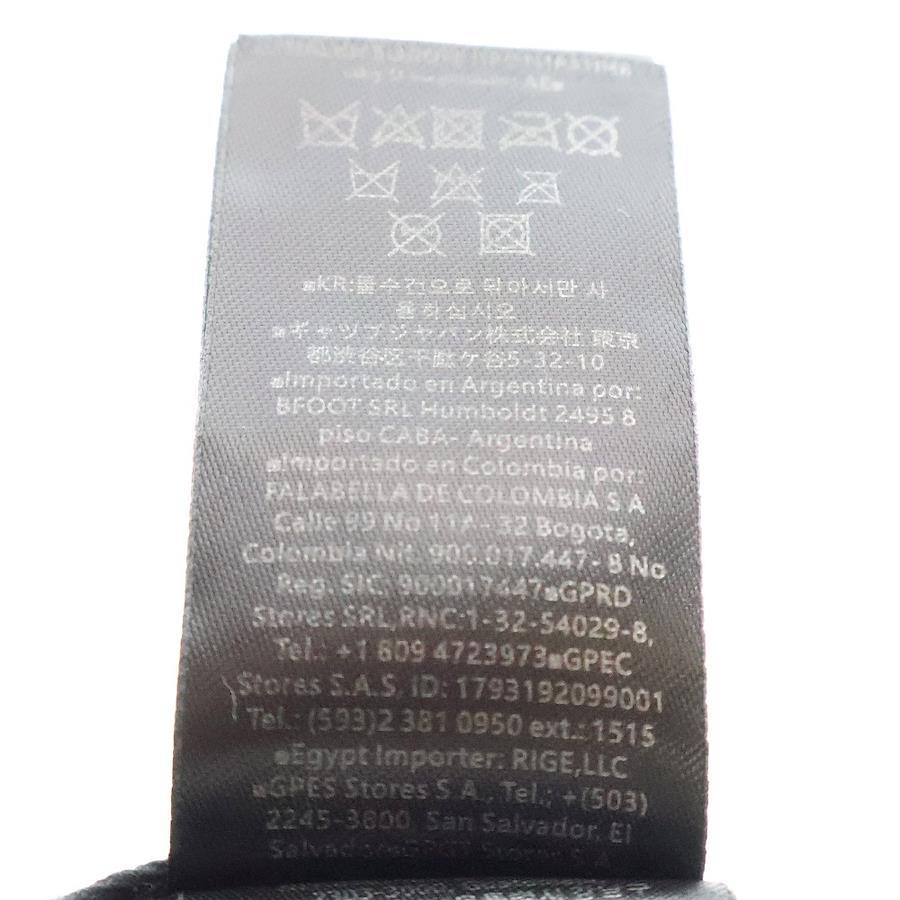 ■KR:물수건으로 닦아서만 사
용하십시오
■ギャップジャパン株式会社 東京
都渋谷区千駄ケ谷5-32-10
■Importado en Argentina por:
BFOOT SRL Humboldt 2495 8
piso CABA- Argentina
■Importado en Colombia por:
FALABELLA DE COLOMBIA S A
Calle 99 No 11A - 32 Bogota,
Colombia Nit. 900.017.447- 8 No
Reg. SIC: 900017447■GPRD
Stores SRL,RNC:1-32-54029-8,
Tel.: +1 809 4723973■GPEC
Stores S.A.S, ID: 1793192099001
Tel.: (593)2 381 0950 ext.: 1515
■Egypt Importer: RIGE,LLC
■GPES Stores S A., Tel.; +(503)
2245-3800, San Salvador, El
Salvador